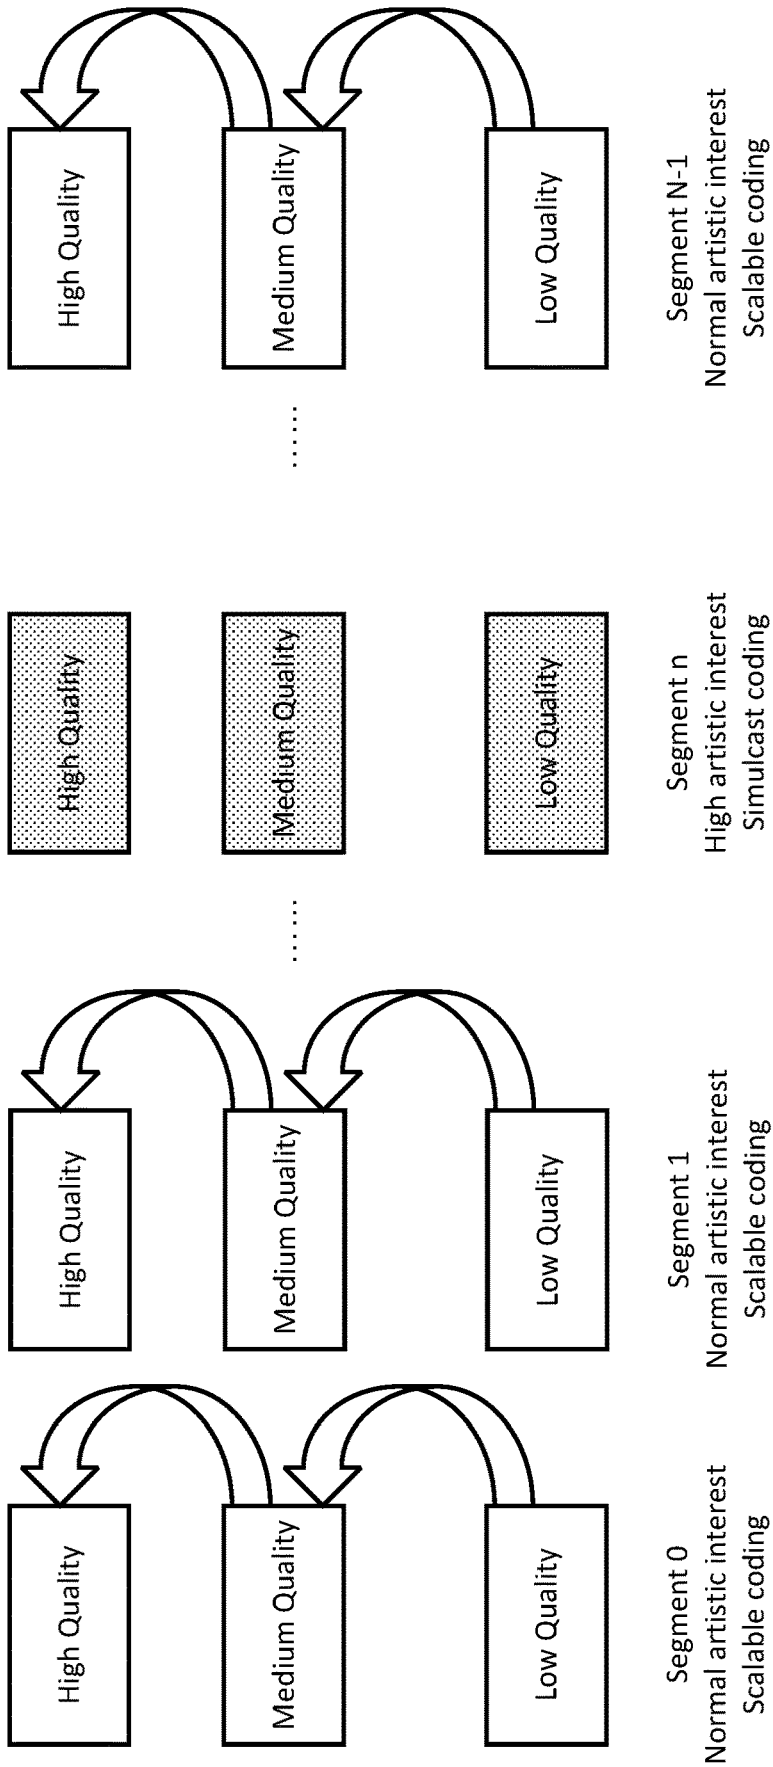 High Quality
Medium Quality
Low Quality
Segment 0
Normal artistic interest
Scalable coding
High Quality
Medium Quality
Low Quality
Segment 1
Normal artistic interest
Scalable coding
......
High Quality
Medium Quality
Low Quality
Segment n
High artistic interest
Simulcast coding
......
High Quality
Medium Quality
Low Quality
Segment N-1
Normal artistic interest
Scalable coding